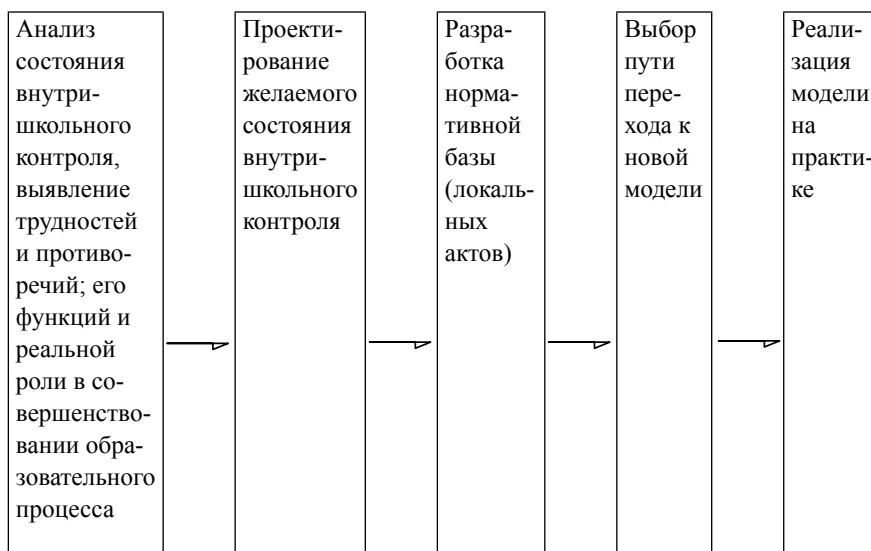 Анализ
состояния
внутри-
школьного
контроля,
выявление
трудностей
и противо-
речий; его
функций и
реальной
роли в со-
вершенство-
вании обра-
зовательного
процесса
Проекти-
рование
желаемого
состояния
внутри-
школьного
контроля
Разра-
ботка
норма-
тивной
базы
(локаль-
ных
актов)
Выбор
пути
пере-
хода к
новой
модели
Реали-
зация
модели
на
практи-
ке